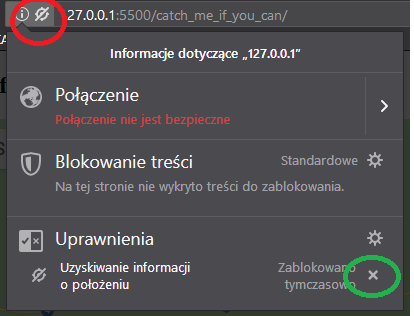 27.0.0.1:5500/catch_me_if_you_can/
Informacje dotyczące „127.0.0.1”
Połączenie
Połączenie nie jest bezpieczne
Blokowanie treści Standardowe
Na tej stronie nie wykryto treści do zablokowania.
Uprawnienia
Uzyskiwanie informacji Zablokowano
o położeniu tymczasowo